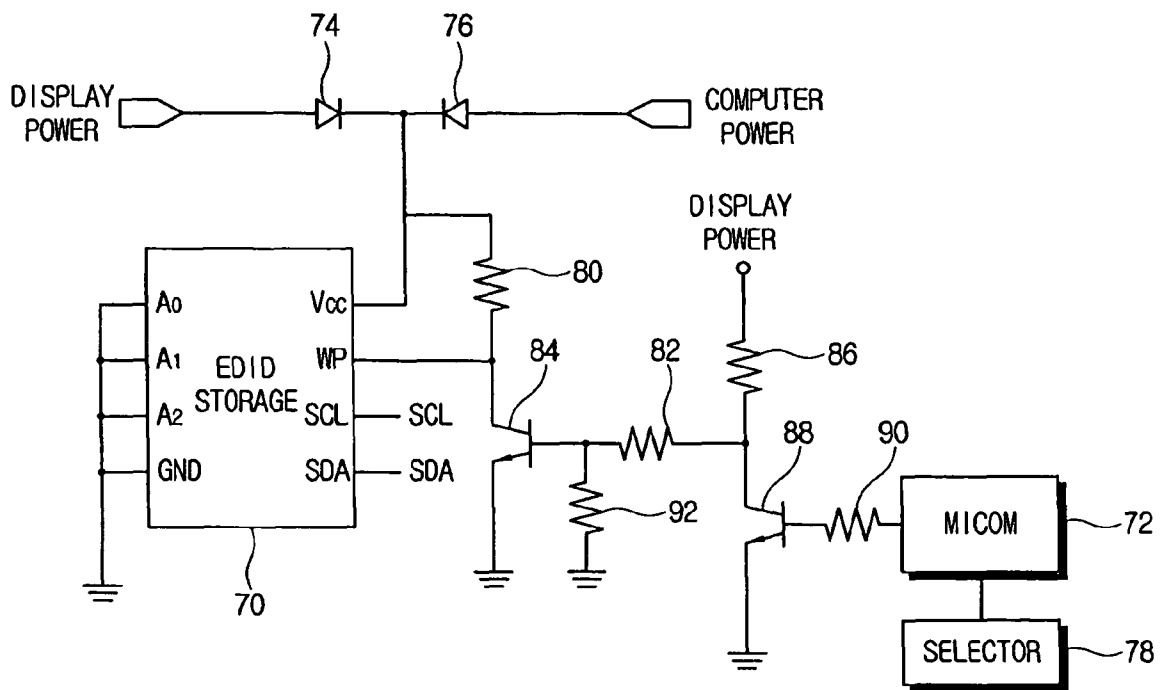 74
76
DISPLAY
POWER
COMPUTER
POWER
DISPLAY
POWER
80
A0
Vcc
A1
EDID
STORAGE
WP
84
82
86
A2
SCL
SCL
88
90
GND
SDA
SDA
92
MICOM
72
70
SELECTOR
78